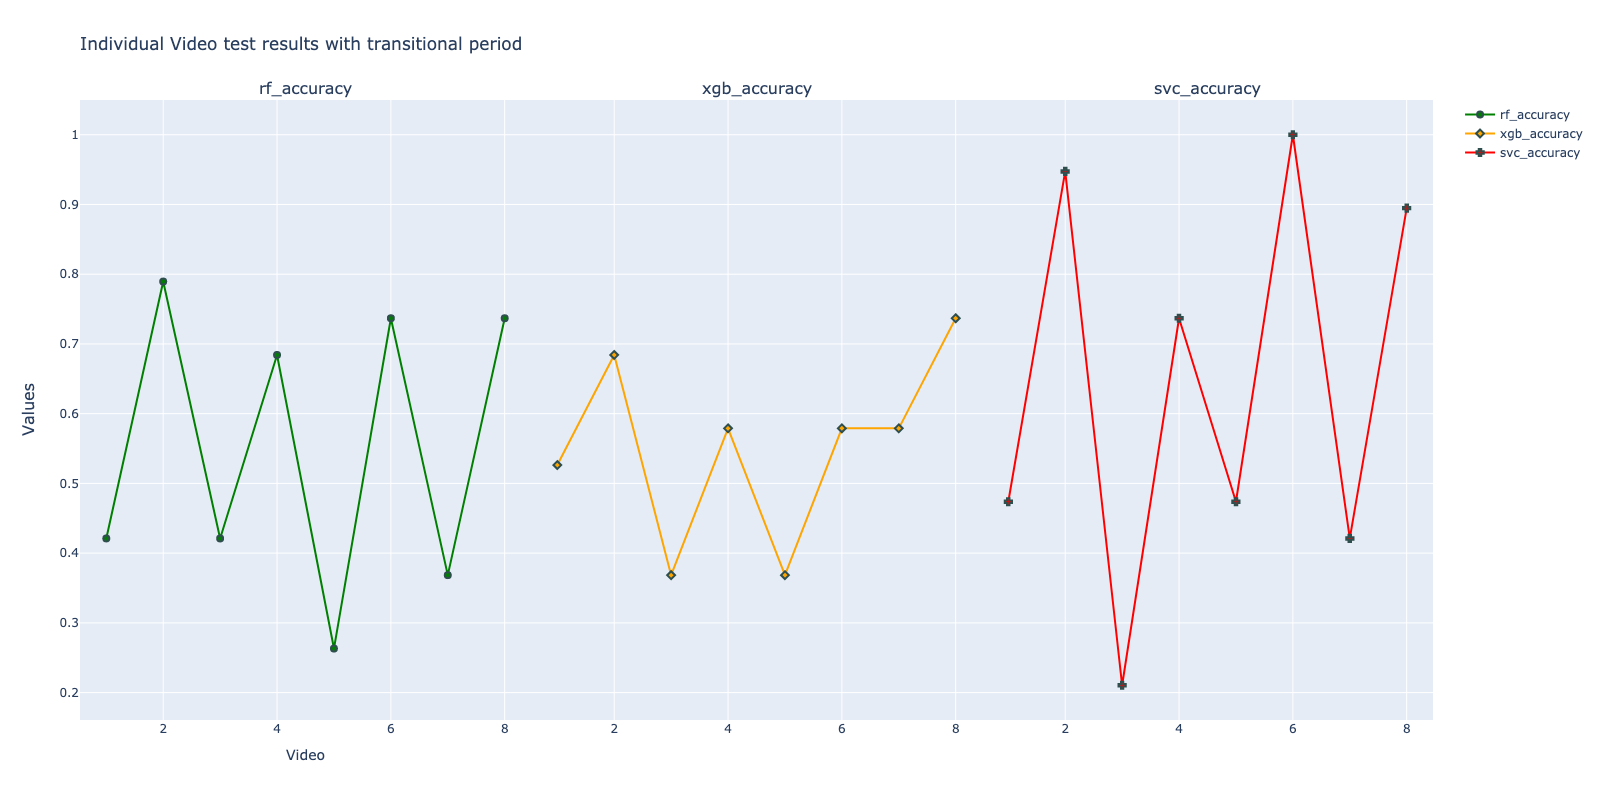 Individual Video test results with transitional period
rf_accuracy
xgb_accuracy
svc_accuracy
rf_accuracy
xgb_accuracy
svc_accuracy
Values
1
0.9
0.8
0.7
0.6
0.5
0.4
0.3
0.2
2 4 6 8 2 4 6 8 2 4 6 8
Video